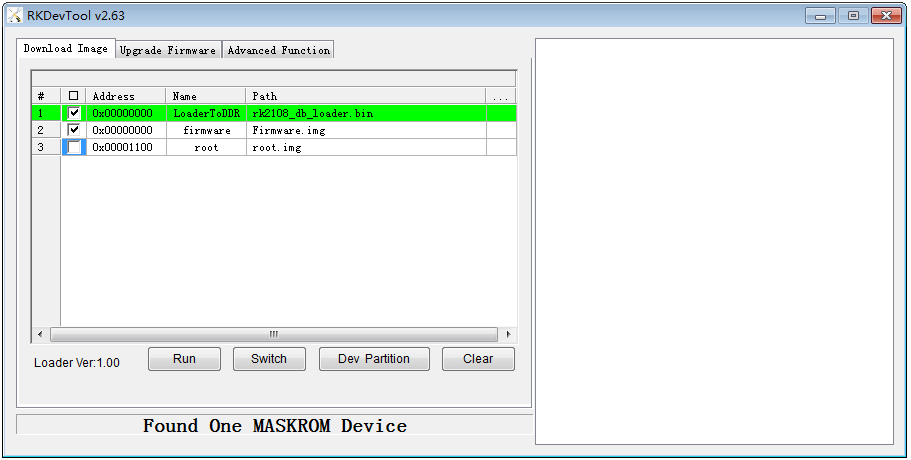 RKDevTool v2.63
Download Image Upgrade Firmware Advanced Function
# Address Name Path ...
1 0x00000000 LoaderToDDR rk2108_db_loader.bin
2 0x00000000 firmware Firmware.img
3 0x00001100 root root.img
Loader Ver:1.00 Run Switch Dev Partition Clear
Found One MASKROM Device